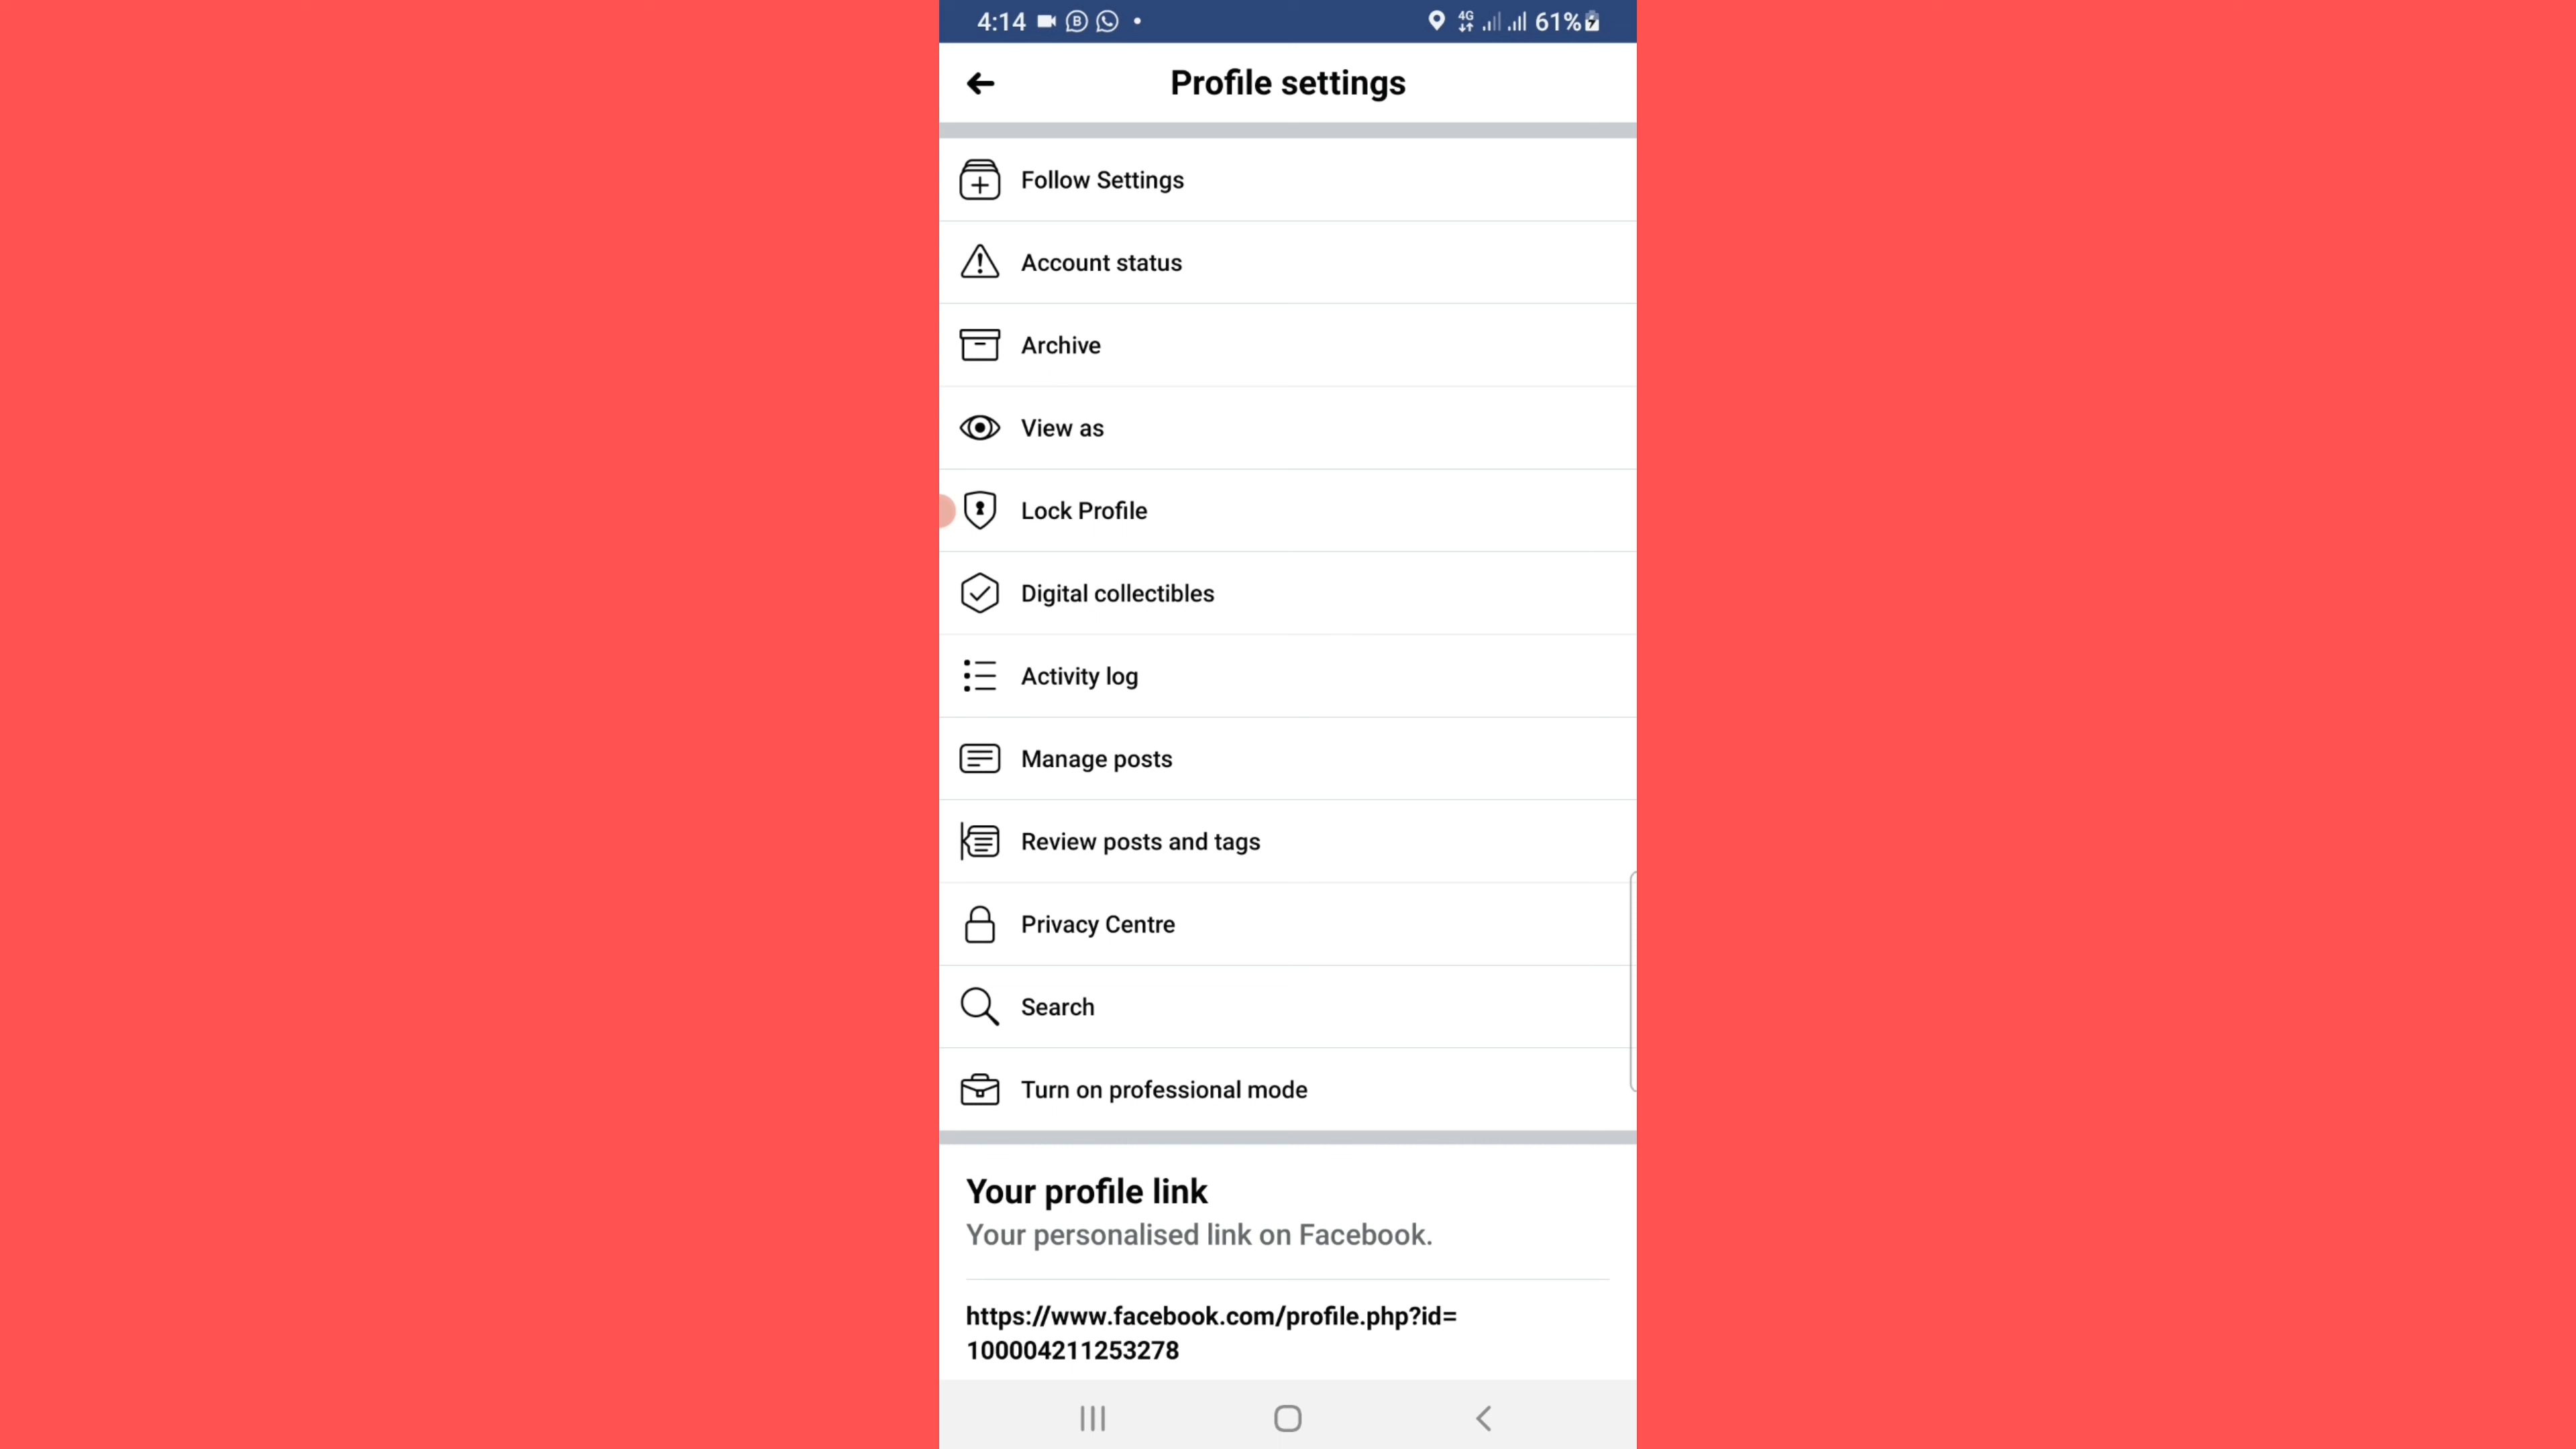 4:14
4G
61%
Profile settings
Follow Settings
Account status
Archive
View as
Lock Profile
Digital collectibles
Activity log
Manage posts
Review posts and tags
Privacy Centre
Search
Turn on professional mode
Your profile link
Your personalised link on Facebook.
https://www.facebook.com/profile.php?id=
100004211253278